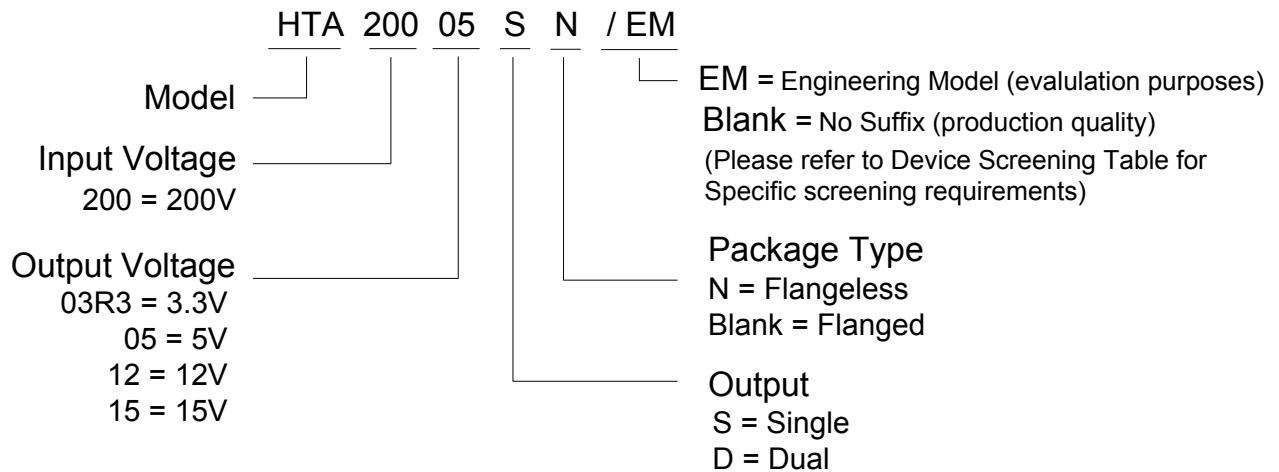 HTA 200 05 S N / EM
Model
Input Voltage
200 = 200V
Output Voltage
03R3 = 3.3V
05 = 5V
12 = 12V
15 = 15V
EM = Engineering Model (evalulation purposes)
Blank = No Suffix (production quality)
(Please refer to Device Screening Table for
Specific screening requirements)
Package Type
N = Flangeless
Blank = Flanged
Output
S = Single
D = Dual